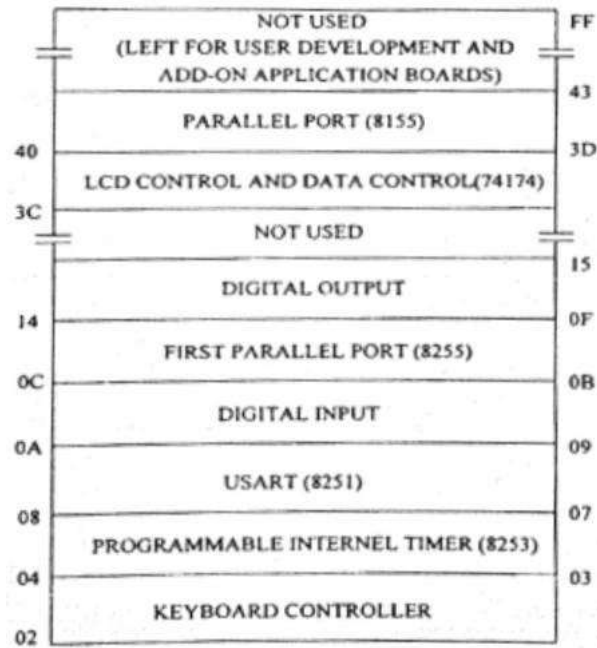 NOT USED FF
(LEFT FOR USER DEVELOPMENT AND
ADD-ON APPLICATION BOARDS)
43
PARALLEL PORT (8155)
40 3D
LCD CONTROL AND DATA CONTROL(74174)
3C
NOT USED
15
DIGITAL OUTPUT
14 0F
FIRST PARALLEL PORT (8255)
0C 0B
DIGITAL INPUT
0A 09
USART (8251)
08 07
PROGRAMMABLE INTERNEL TIMER (8253)
04 03
KEYBOARD CONTROLLER
02